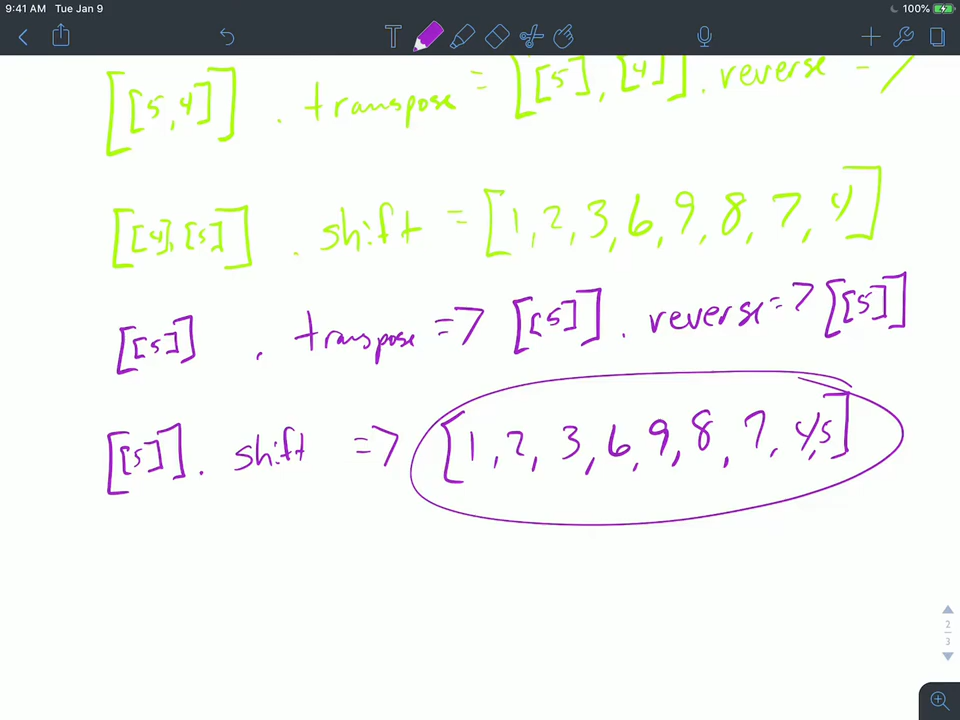 9:41 AM Tue Jan 9
100%
[[5,4]] . transpose = [[5],[4]] . reverse =>
[[4],[5]] . shift = [1,2,3,6,9,8,7,4]
[[5]] . transpose => [[5]] . reverse => [[5]]
[[5]] . shift => [1,2,3,6,9,8,7,4,5]
2
3